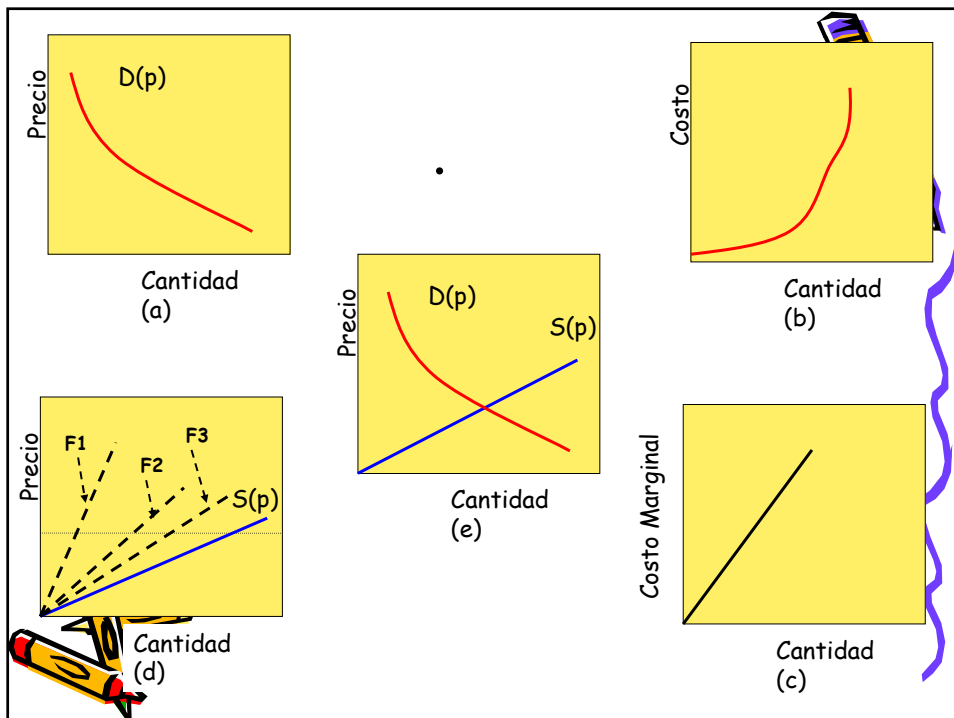 Precio
D(p)
Cantidad
(a)
Costo
Cantidad
(b)
Precio
D(p)
S(p)
Cantidad
(e)
Precio
F1
F2
F3
S(p)
Cantidad
(d)
Costo Marginal
Cantidad
(c)